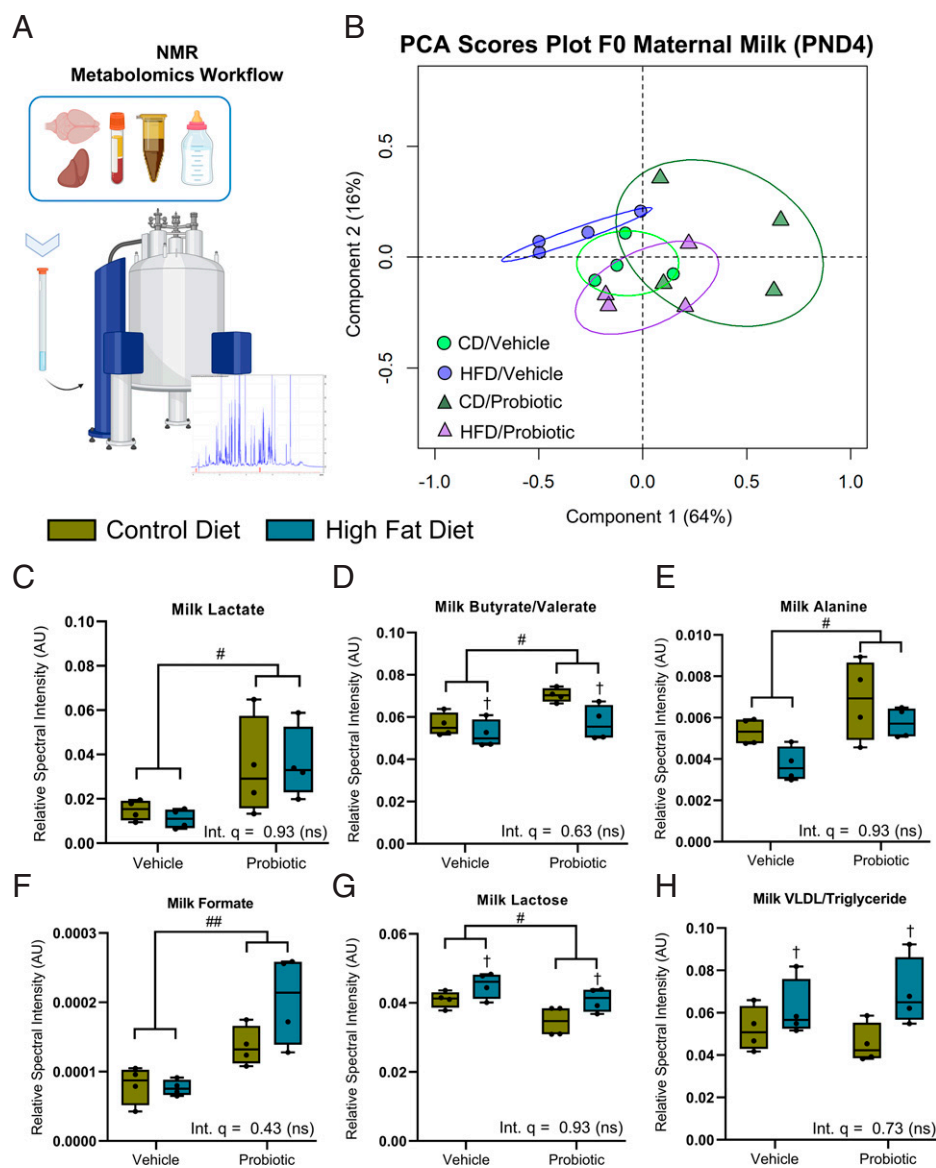 A
NMR
Metabolomics Workflow
B
PCA Scores Plot F0 Maternal Milk (PND4)
Component 2 (16%)
0.5
0.0
-0.5
CD/Vehicle
HFD/Vehicle
CD/Probiotic
HFD/Probiotic
-1.0 -0.5 0.0 0.5 1.0
Component 1 (64%)
Control Diet High Fat Diet
C
Milk Lactate
Relative Spectral Intensity (AU)
0.10
0.08
0.06
0.04
0.02
0.00
#
Int. q = 0.93 (ns)
Vehicle Probiotic
D
Milk Butyrate/Valerate
Relative Spectral Intensity (AU)
0.10
0.08
0.06
0.04
0.02
0.00
#
† †
Int. q = 0.63 (ns)
Vehicle Probiotic
E
Milk Alanine
Relative Spectral Intensity (AU)
0.010
0.008
0.006
0.004
0.002
0.000
#
Int. q = 0.93 (ns)
Vehicle Probiotic
F
Milk Formate
Relative Spectral Intensity (AU)
0.0003
0.0002
0.0001
0.0000
##
Int. q = 0.43 (ns)
Vehicle Probiotic
G
Milk Lactose
Relative Spectral Intensity (AU)
0.06
0.04
0.02
0.00
#
† †
Int. q = 0.93 (ns)
Vehicle Probiotic
H
Milk VLDL/Triglyceride
Relative Spectral Intensity (AU)
0.10
0.08
0.06
0.04
0.02
0.00
† †
Int. q = 0.73 (ns)
Vehicle Probiotic